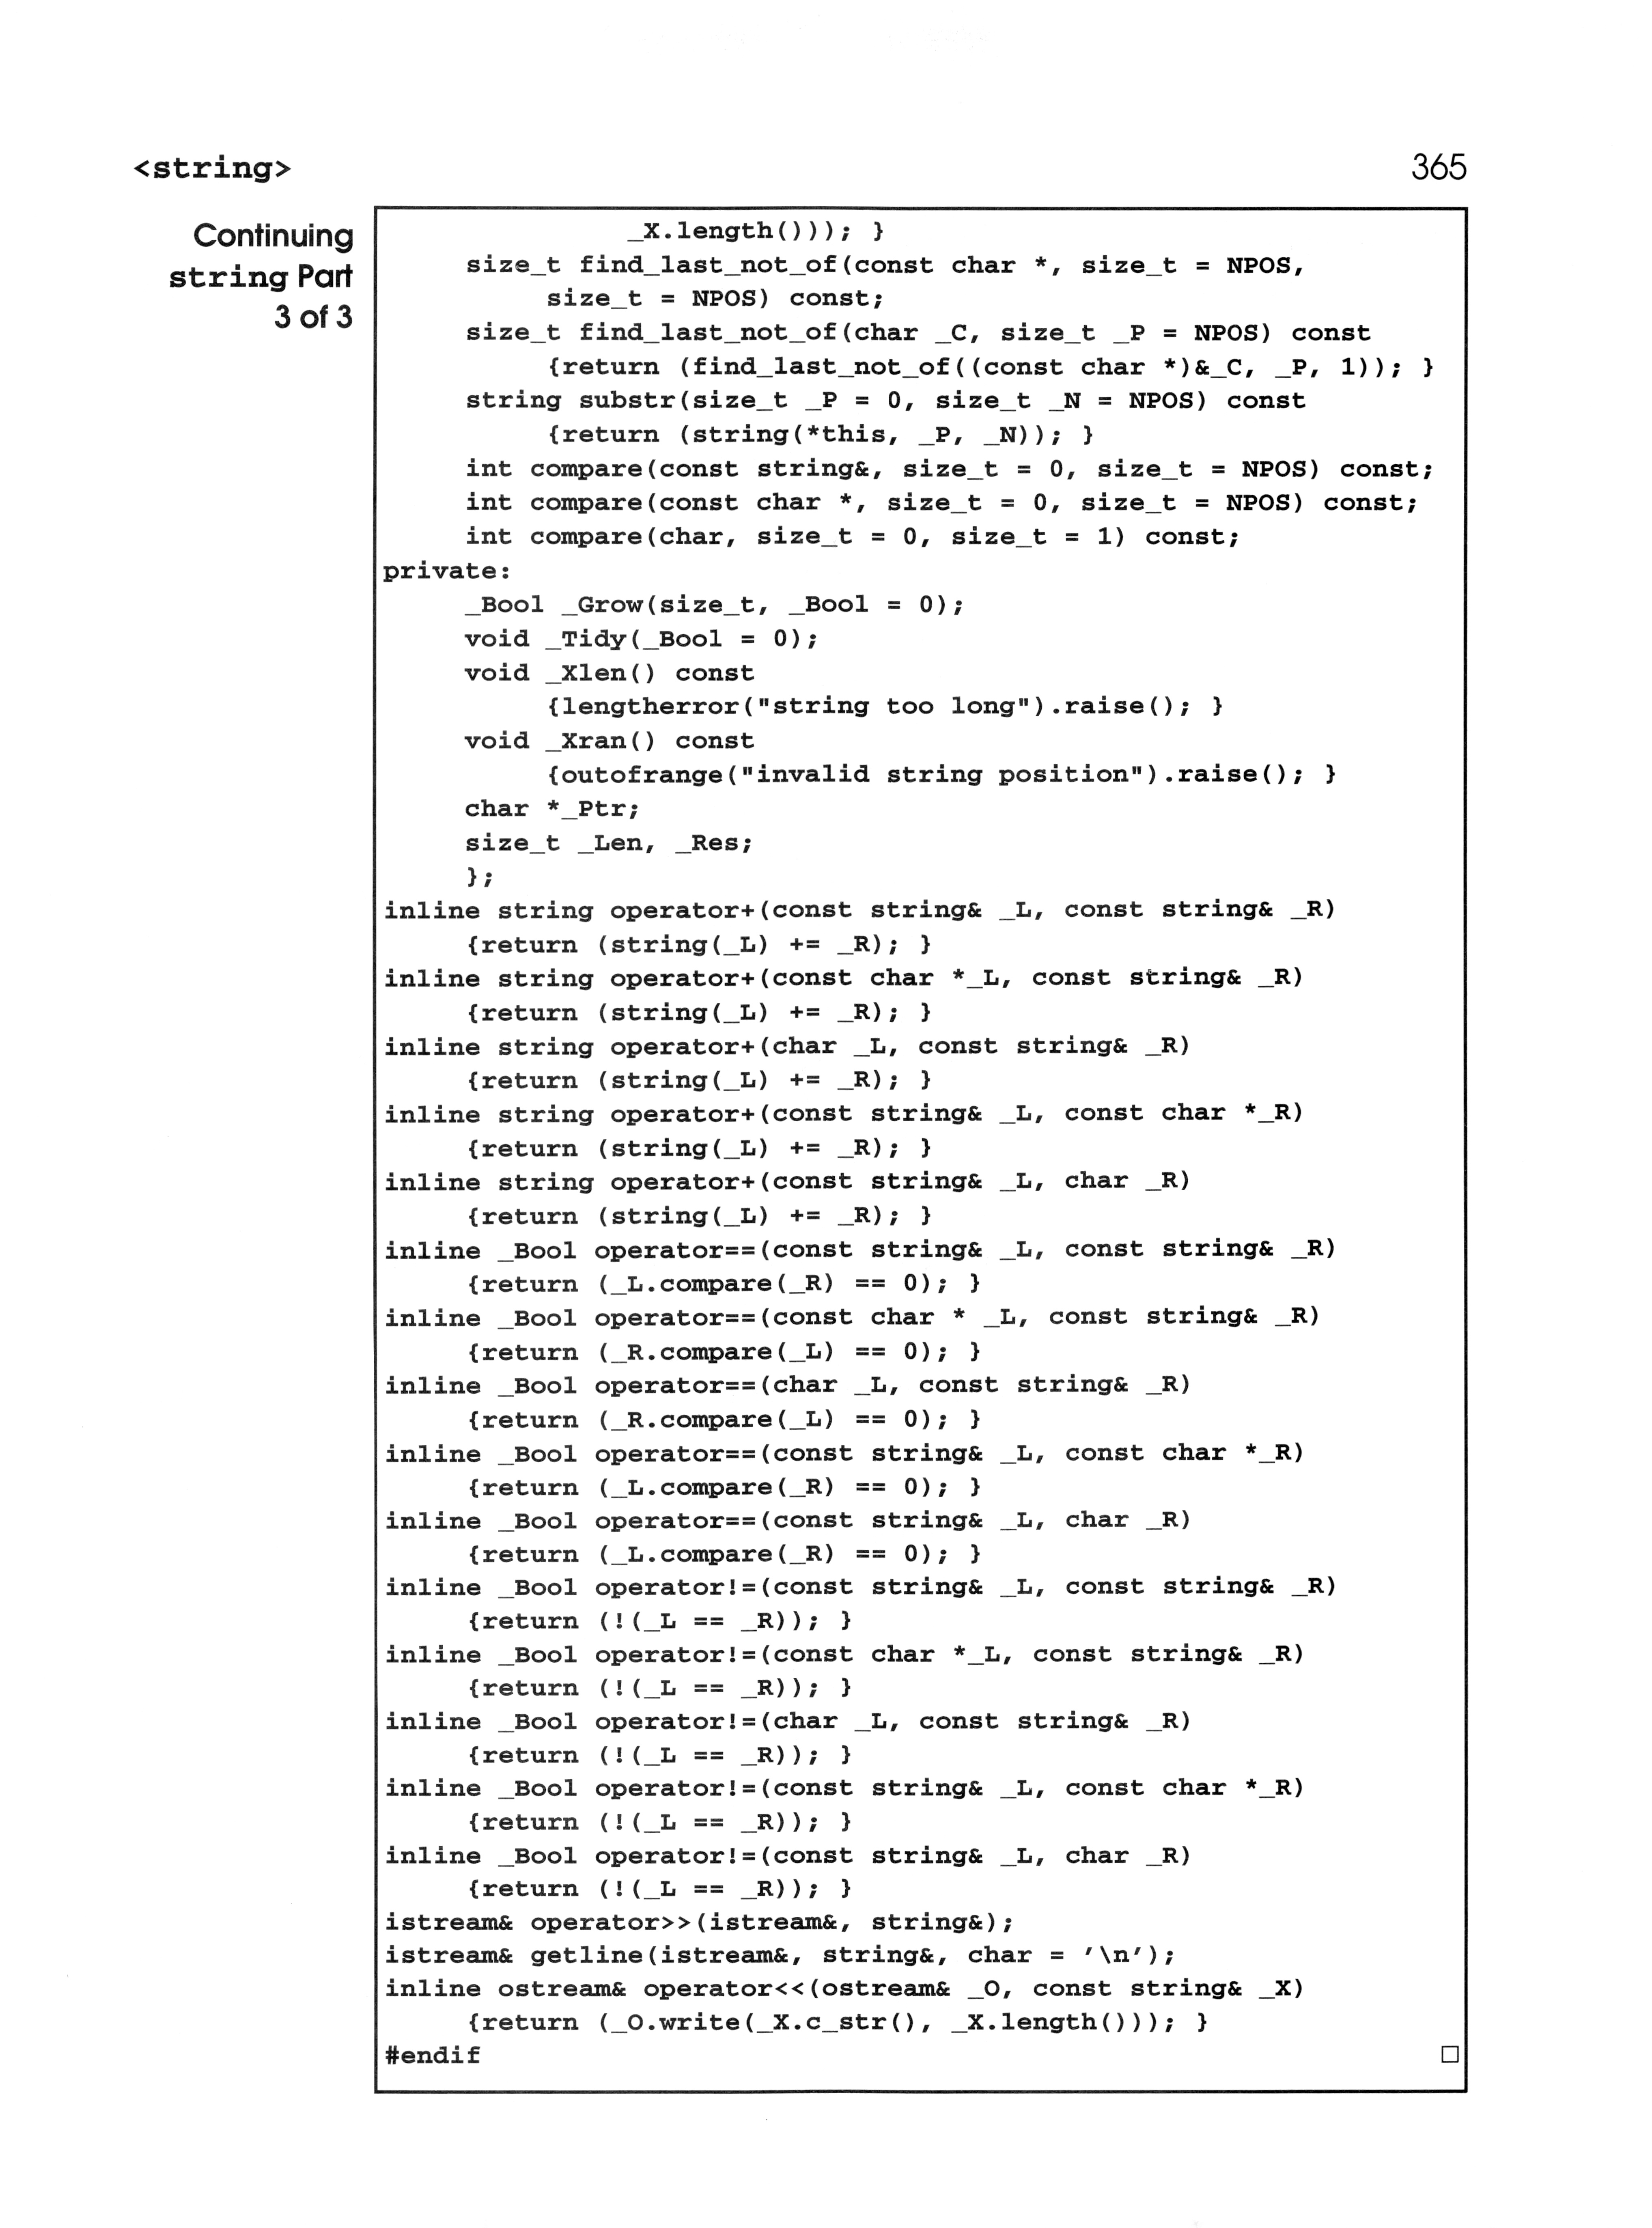 <string> 365
Continuing
string Part
3 of 3
_X.length())); }
size_t find_last_not_of(const char *, size_t = NPOS,
size_t = NPOS) const;
size_t find_last_not_of(char _C, size_t _P = NPOS) const
{return (find_last_not_of((const char *)&_C, _P, 1)); }
string substr(size_t _P = 0, size_t _N = NPOS) const
{return (string(*this, _P, _N)); }
int compare(const string&, size_t = 0, size_t = NPOS) const;
int compare(const char *, size_t = 0, size_t = NPOS) const;
int compare(char, size_t = 0, size_t = 1) const;
private:
_Bool _Grow(size_t, _Bool = 0);
void _Tidy(_Bool = 0);
void _Xlen() const
{lengtherror("string too long").raise(); }
void _Xran() const
{outofrange("invalid string position").raise(); }
char *_Ptr;
size_t _Len, _Res;
};
inline string operator+(const string& _L, const string& _R)
{return (string(_L) += _R); }
inline string operator+(const char *_L, const string& _R)
{return (string(_L) += _R); }
inline string operator+(char _L, const string& _R)
{return (string(_L) += _R); }
inline string operator+(const string& _L, const char *_R)
{return (string(_L) += _R); }
inline string operator+(const string& _L, char _R)
{return (string(_L) += _R); }
inline _Bool operator==(const string& _L, const string& _R)
{return (_L.compare(_R) == 0); }
inline _Bool operator==(const char * _L, const string& _R)
{return (_R.compare(_L) == 0); }
inline _Bool operator==(char _L, const string& _R)
{return (_R.compare(_L) == 0); }
inline _Bool operator==(const string& _L, const char *_R)
{return (_L.compare(_R) == 0); }
inline _Bool operator==(const string& _L, char _R)
{return (_L.compare(_R) == 0); }
inline _Bool operator!=(const string& _L, const string& _R)
{return (!(_L == _R)); }
inline _Bool operator!=(const char *_L, const string& _R)
{return (!(_L == _R)); }
inline _Bool operator!=(char _L, const string& _R)
{return (!(_L == _R)); }
inline _Bool operator!=(const string& _L, const char *_R)
{return (!(_L == _R)); }
inline _Bool operator!=(const string& _L, char _R)
{return (!(_L == _R)); }
istream& operator>>(istream&, string&);
istream& getline(istream&, string&, char = '\n');
inline ostream& operator<<(ostream& _O, const string& _X)
{return (_O.write(_X.c_str(), _X.length())); }
#endif □